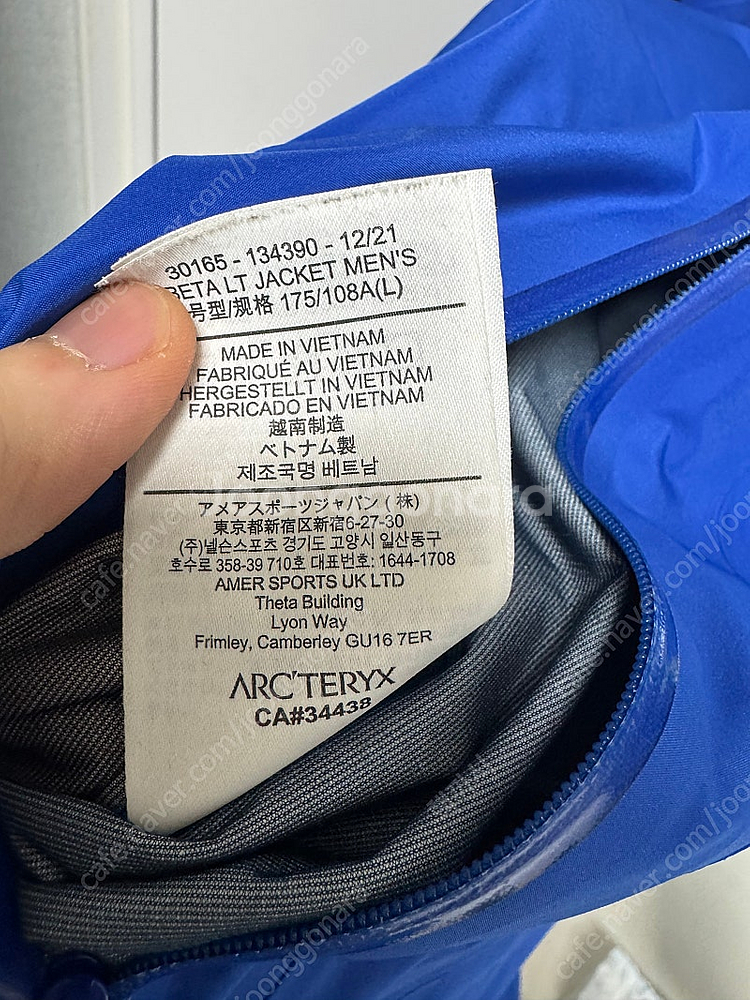 30165 - 134390 - 12/21
BETA LT JACKET MEN'S
号型/规格 175/108A(L)
MADE IN VIETNAM
FABRIQUÉ AU VIETNAM
HERGESTELLT IN VIETNAM
FABRICADO EN VIETNAM
越南制造
ベトナム製
제조국명 베트남
アメアスポーツジャパン (株)
東京都新宿区新宿6-27-30
(주)넬슨스포츠 경기도 고양시 일산동구
호수로 358-39 710호 대표번호: 1644-1708
AMER SPORTS UK LTD
Theta Building
Lyon Way
Frimley, Camberley GU16 7ER
ARC'TERYX
CA#34438
joonggonara
cafe.naver.com/joonggonara